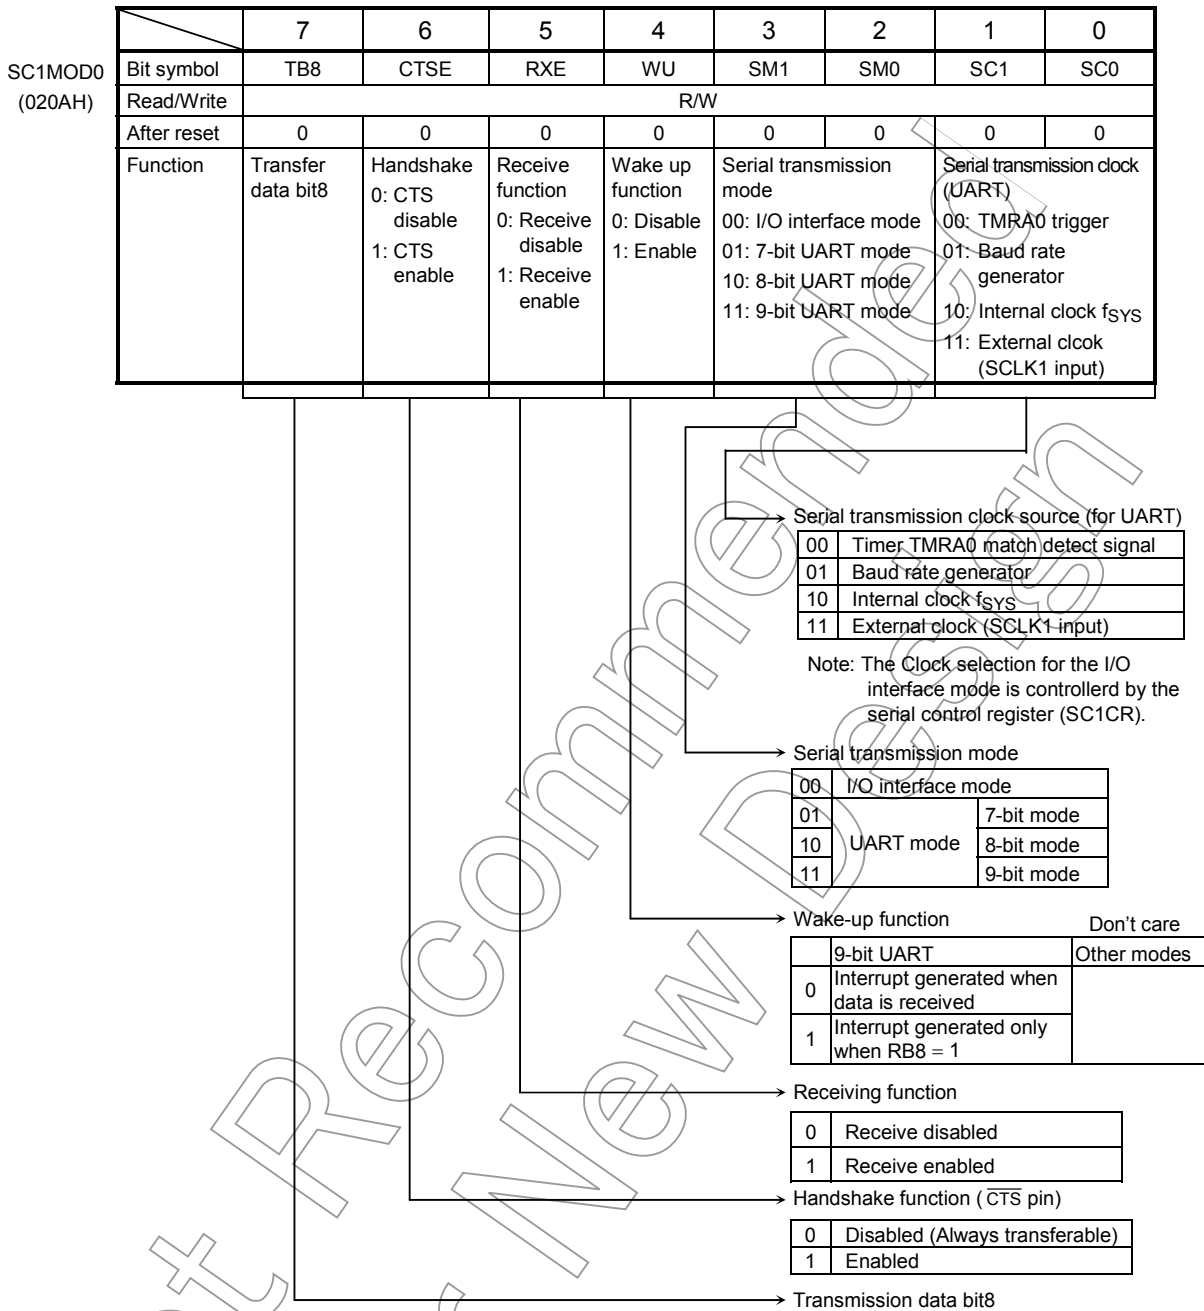 7 6 5 4 3 2 1 0
SC1MOD0 Bit symbol TB8 CTSE RXE WU SM1 SM0 SC1 SC0
(020AH) Read/Write R/W
After reset 0 0 0 0 0 0 0 0
Function
Transfer
data bit8
Handshake
0: CTS
disable
1: CTS
enable
Receive
function
0: Receive
disable
1: Receive
enable
Wake up
function
0: Disable
1: Enable
Serial transmission
mode
00: I/O interface mode
01: 7-bit UART mode
10: 8-bit UART mode
11: 9-bit UART mode
Serial transmission clock
(UART)
00: TMRA0 trigger
01: Baud rate
generator
10: Internal clock fSYS
11: External clcok
(SCLK1 input)
Serial transmission clock source (for UART)
00 Timer TMRA0 match detect signal
01 Baud rate generator
10 Internal clock fSYS
11 External clock (SCLK1 input)
Note: The Clock selection for the I/O
interface mode is controllerd by the
serial control register (SC1CR).
Serial transmission mode
00 I/O interface mode
01 7-bit mode
10 UART mode 8-bit mode
11 9-bit mode
Wake-up function Don't care
9-bit UART Other modes
0 Interrupt generated when
data is received
1 Interrupt generated only
when RB8 = 1
Receiving function
0 Receive disabled
1 Receive enabled
Handshake function ( CTS pin)
0 Disabled (Always transferable)
1 Enabled
Transmission data bit8
Recommended
New Design